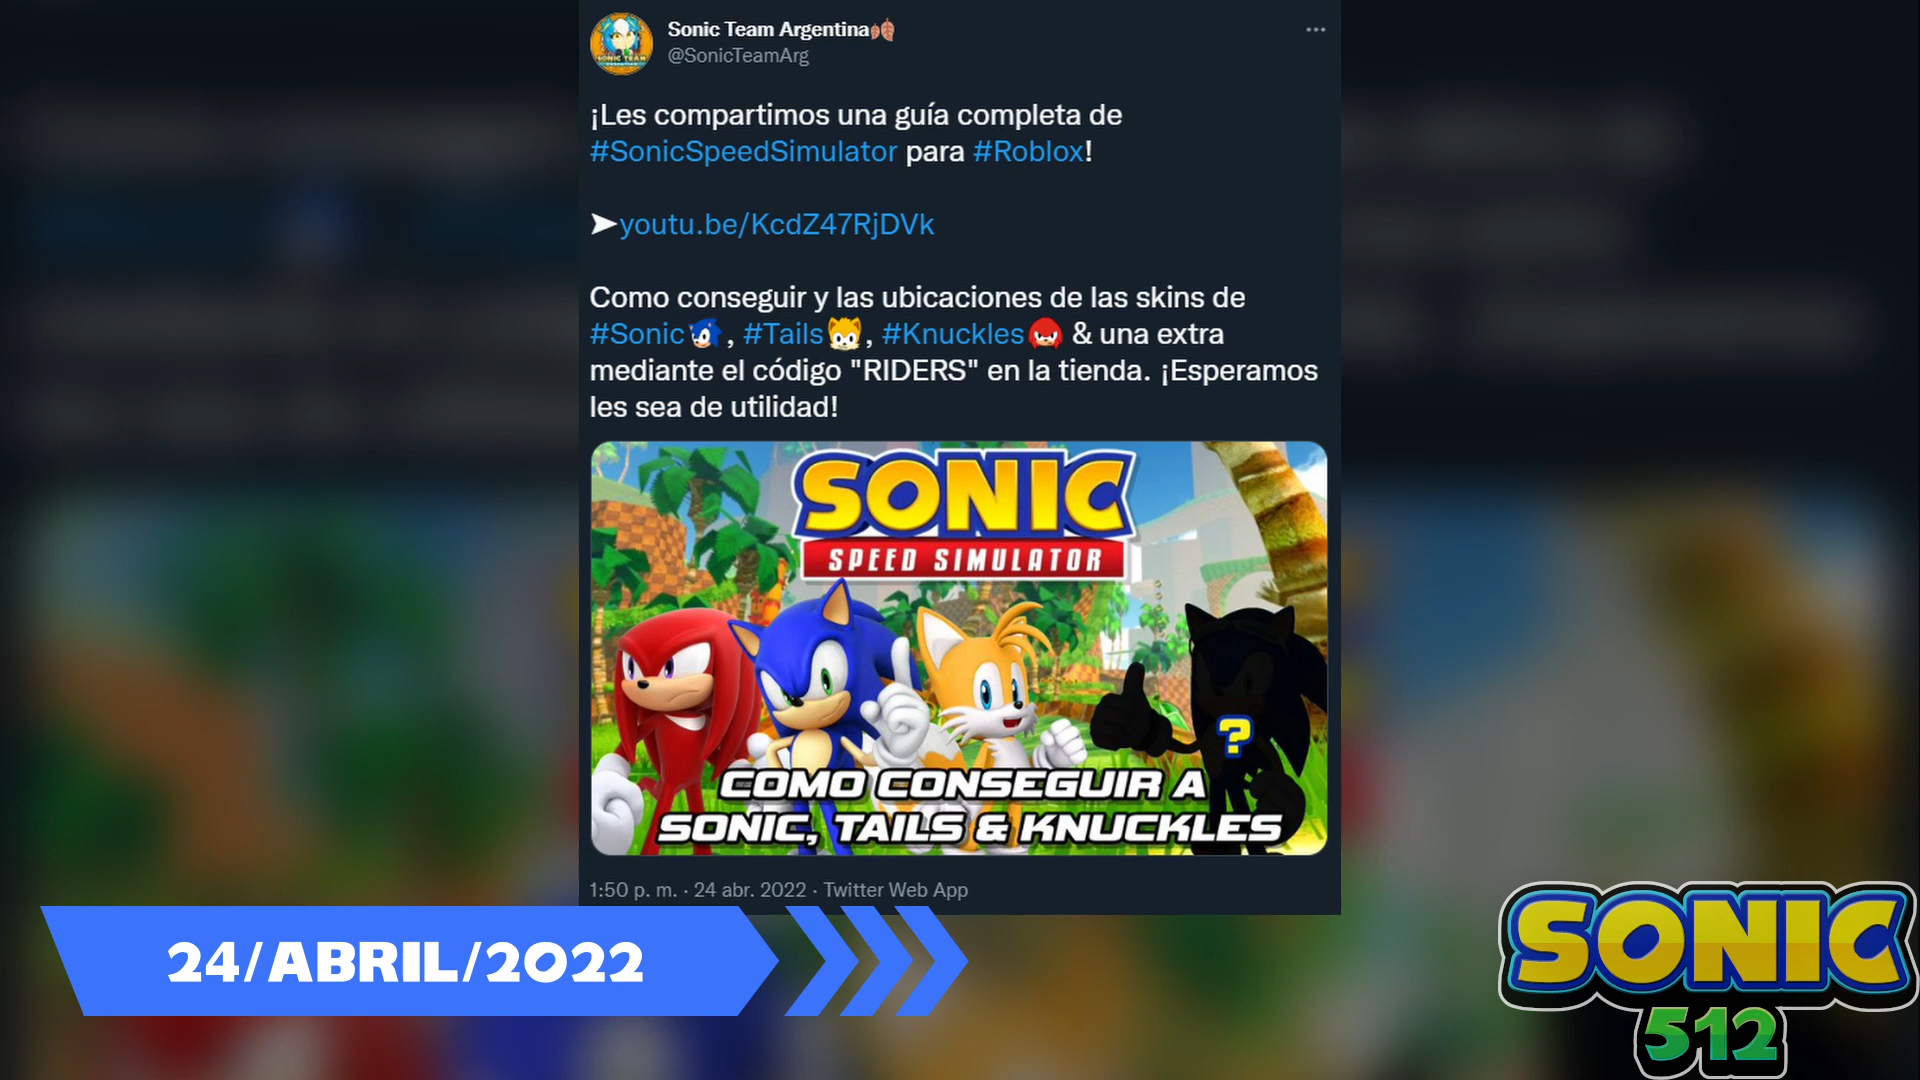 Sonic Team Argentina🍂
@SonicTeamArg
¡Les compartimos una guía completa de
#SonicSpeedSimulator para #Roblox!
➤youtu.be/KcdZ47RjDVk
Como conseguir y las ubicaciones de las skins de
#Sonic, #Tails, #Knuckles & una extra
mediante el código "RIDERS" en la tienda. ¡Esperamos
les sea de utilidad!
SONIC
SPEED SIMULATOR
?
COMO CONSEGUIR A
SONIC, TAILS & KNUCKLES
1:50 p. m. · 24 abr. 2022 · Twitter Web App
24/ABRIL/2022
SONIC
512